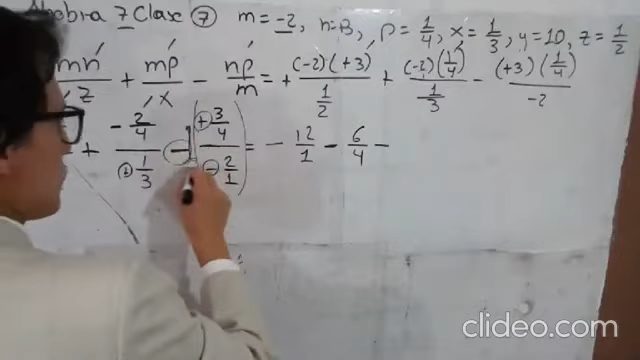 Algebra 7 Clase ⑦ m = -2, n=3, p = 1/4, x = 1/3, y = 10, z = 1/2
mn/z + mp/x - np/m = + (-2)(+3)/(1/2) + (-2)(1/4)/(1/3) - (+3)(1/4)/-2
+ (-2/4)/(+1/3) - 1((+3/4)/(-2/1)) = - 12/1 - 6/4 -
clideo.com